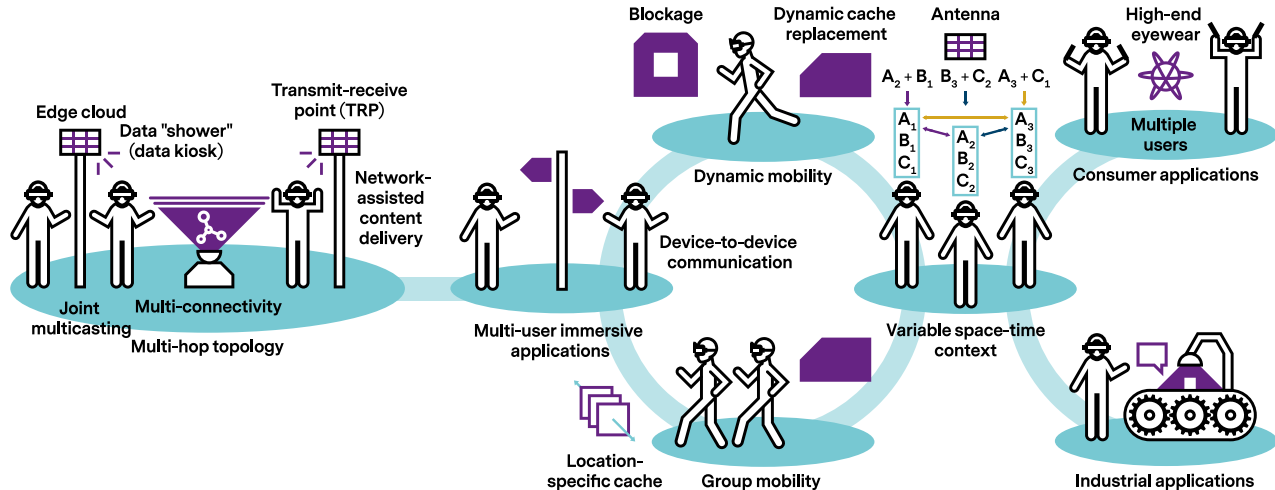 Edge cloud
Data "shower"
(data kiosk)
Transmit-receive
point (TRP)
Network-
assisted
content
delivery
Joint
multicasting
Multi-connectivity
Multi-hop topology
Multi-user immersive
applications
Device-to-device
communication
Blockage
Dynamic cache
replacement
Dynamic mobility
Location-
specific cache
Group mobility
Antenna
A₂ + B₁ B₃ + C₂ A₃ + C₁
A₁
B₁
C₁
A₂
B₂
C₂
A₃
B₃
C₃
Variable space-time
context
High-end
eyewear
Multiple
users
Consumer applications
Industrial applications